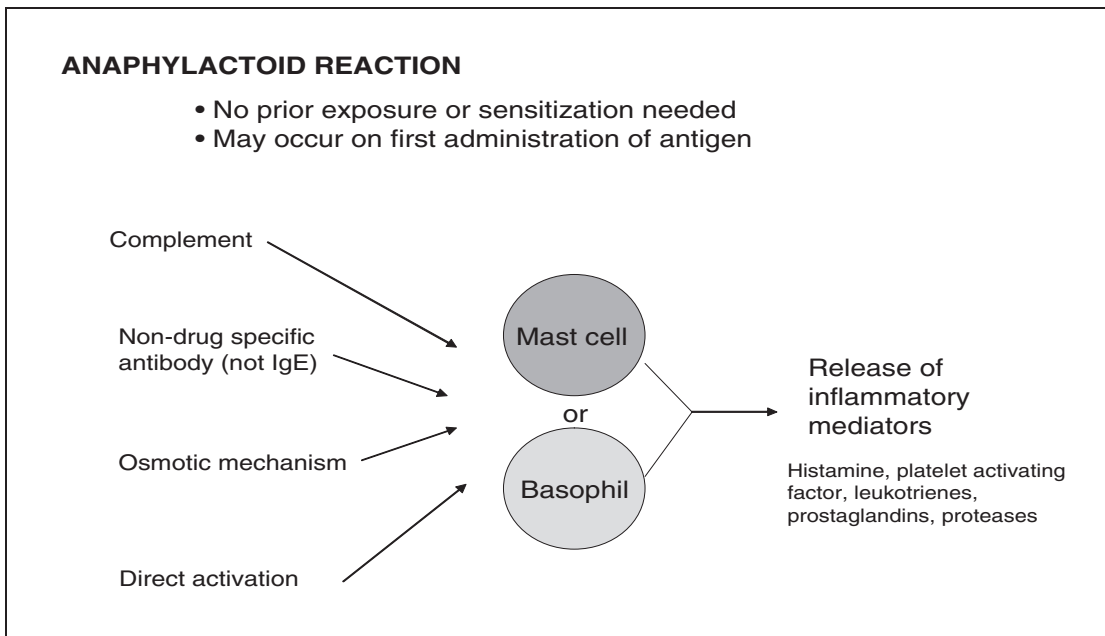 ANAPHYLACTOID REACTION
• No prior exposure or sensitization needed
• May occur on first administration of antigen
Complement
Non-drug specific
antibody (not IgE)
Osmotic mechanism
Direct activation
Mast cell
or
Basophil
Release of
inflammatory
mediators
Histamine, platelet activating
factor, leukotrienes,
prostaglandins, proteases